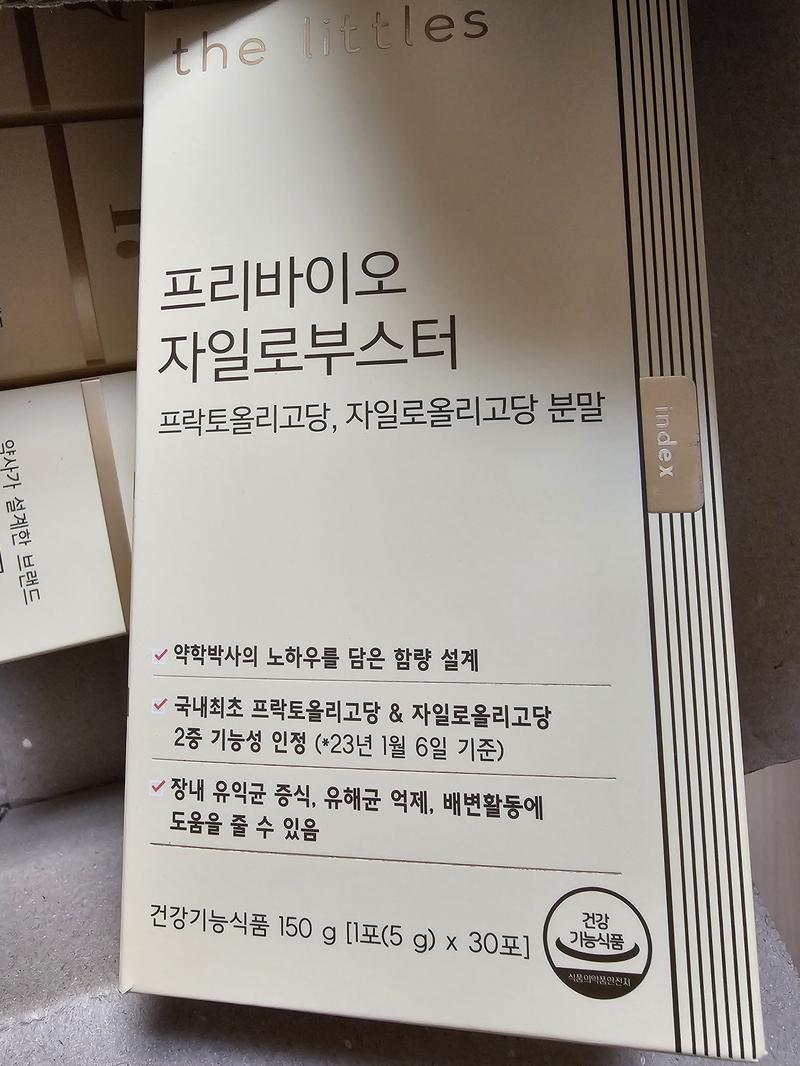 the littles
프리바이오
자일로부스터
프락토올리고당, 자일로올리고당 분말
index
약학박사의 노하우를 담은 함량 설계
국내최초 프락토올리고당 & 자일로올리고당
2중 기능성 인정 (*23년 1월 6일 기준)
장내 유익균 증식, 유해균 억제, 배변활동에
도움을 줄 수 있음
건강기능식품 150 g [1포(5 g) x 30포]
건강
기능식품
식품의약품안전처
약사가 설계한 브랜드